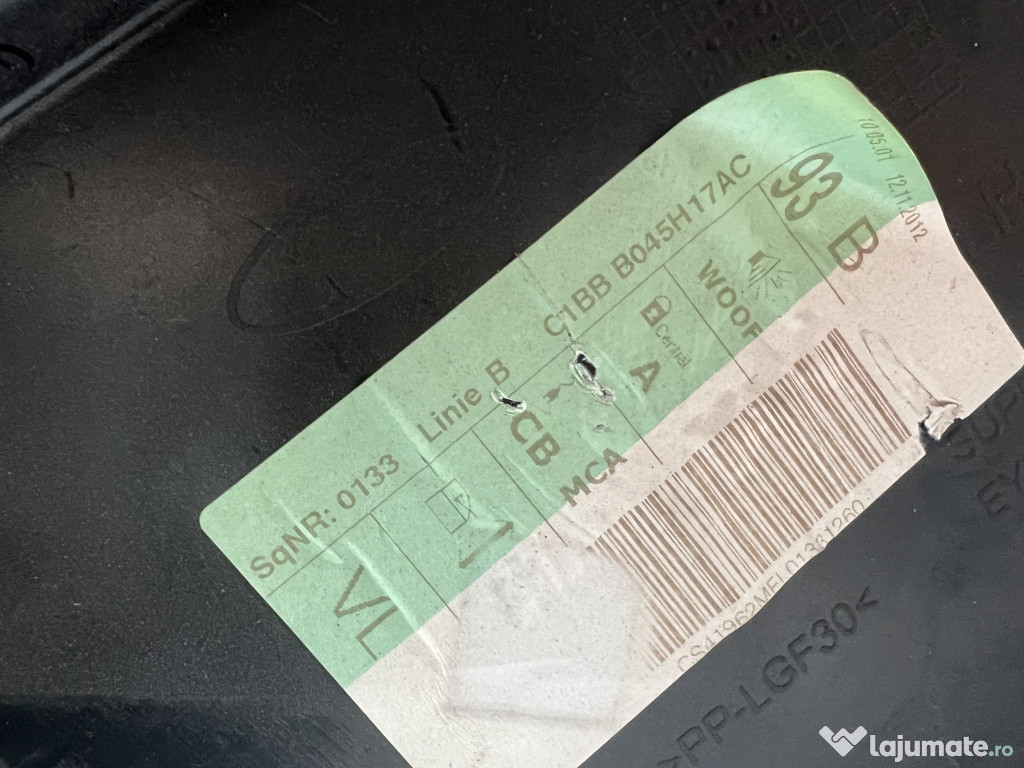 10 05.01 12.11.2012
SqNR: 0133 Linie B C1BB B045H17AC 93 B
VL CB MCA Central A WOOF
>PP-LGF30<
lajumate.ro